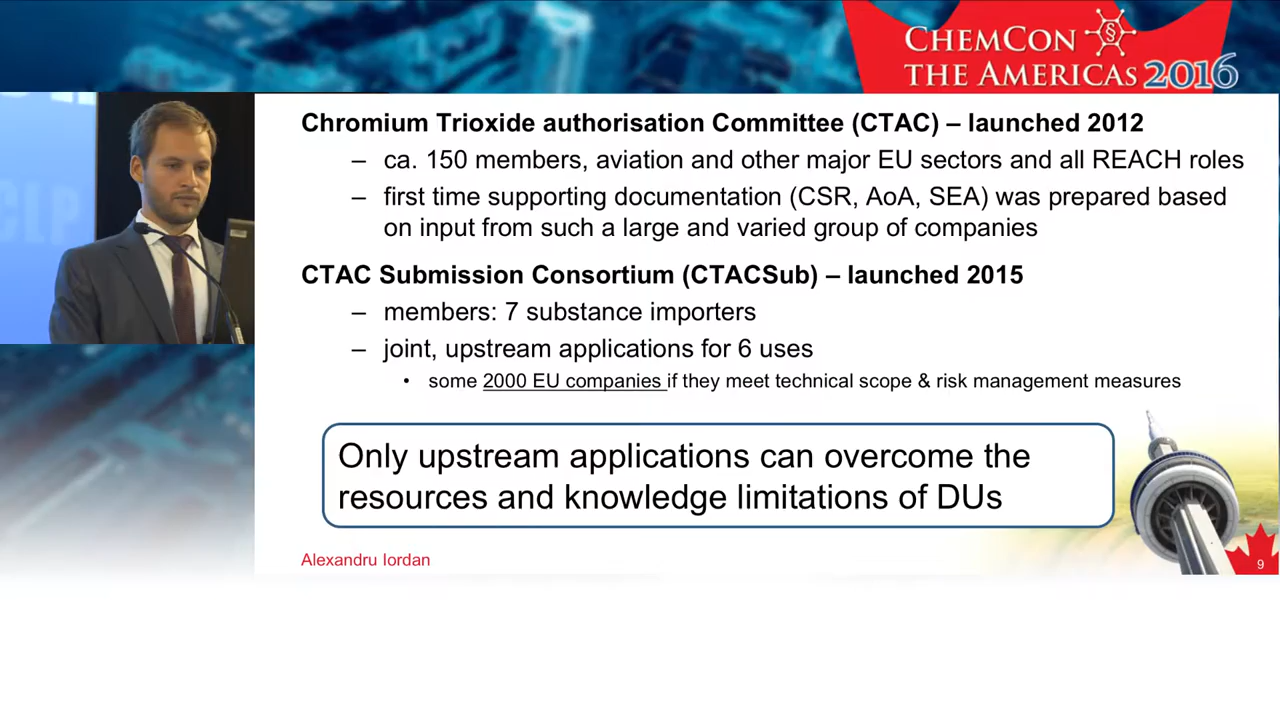 CHEMCON
THE AMERICAS 2016
CLP
Chromium Trioxide authorisation Committee (CTAC) – launched 2012
– ca. 150 members, aviation and other major EU sectors and all REACH roles
– first time supporting documentation (CSR, AoA, SEA) was prepared based
on input from such a large and varied group of companies
CTAC Submission Consortium (CTACSub) – launched 2015
– members: 7 substance importers
– joint, upstream applications for 6 uses
• some 2000 EU companies if they meet technical scope & risk management measures
Only upstream applications can overcome the
resources and knowledge limitations of DUs
Alexandru Iordan
9